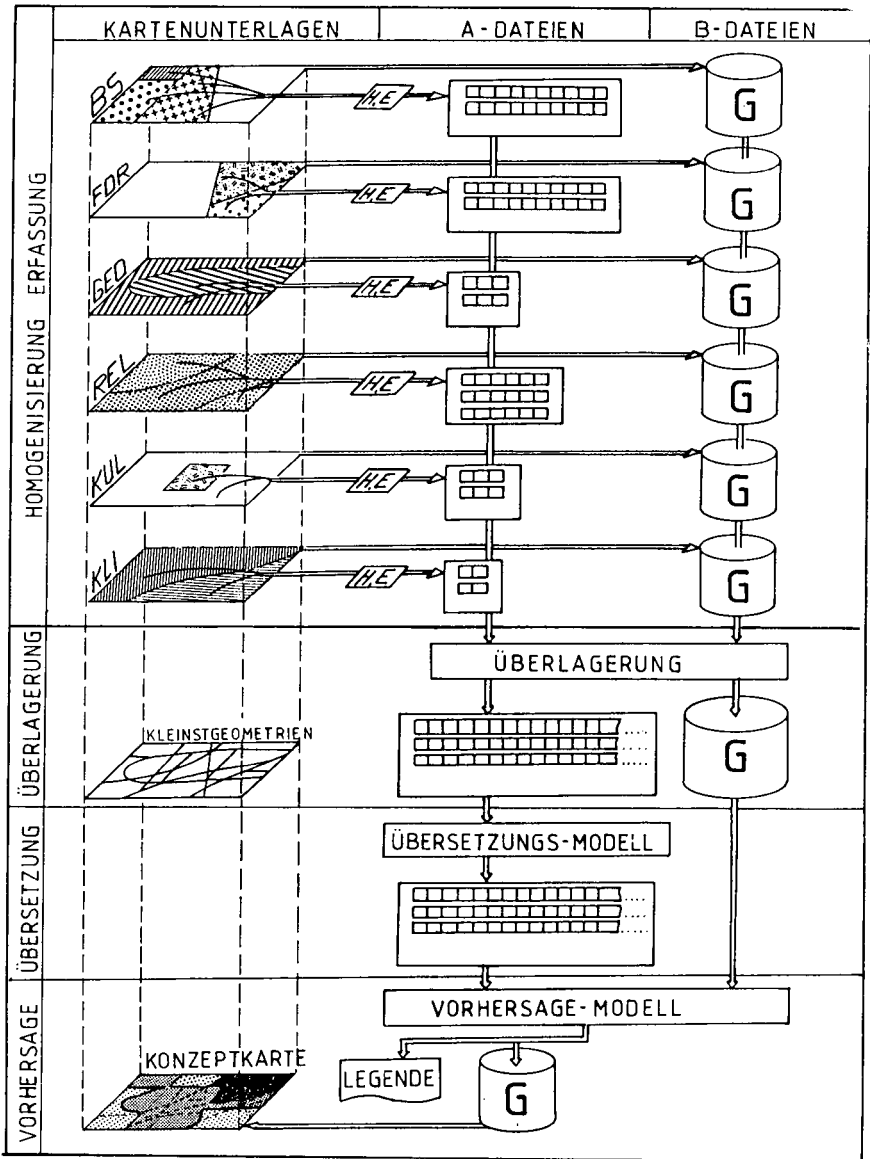 KARTENUNTERLAGEN A-DATEIEN B-DATEIEN
HOMOGENISIERUNG ERFASSUNG
BS H,E G
FOR H,E G
GEO H,E G
REL H,E G
KUL H,E G
KLI H,E G
ÜBERLAGERUNG
ÜBERLAGERUNG
KLEINSTGEOMETRIEN
..... 
.....
.....
G
ÜBERSETZUNG
ÜBERSETZUNGS-MODELL
.....
.....
.....
VORHERSAGE
VORHERSAGE-MODELL
KONZEPTKARTE
LEGENDE
G